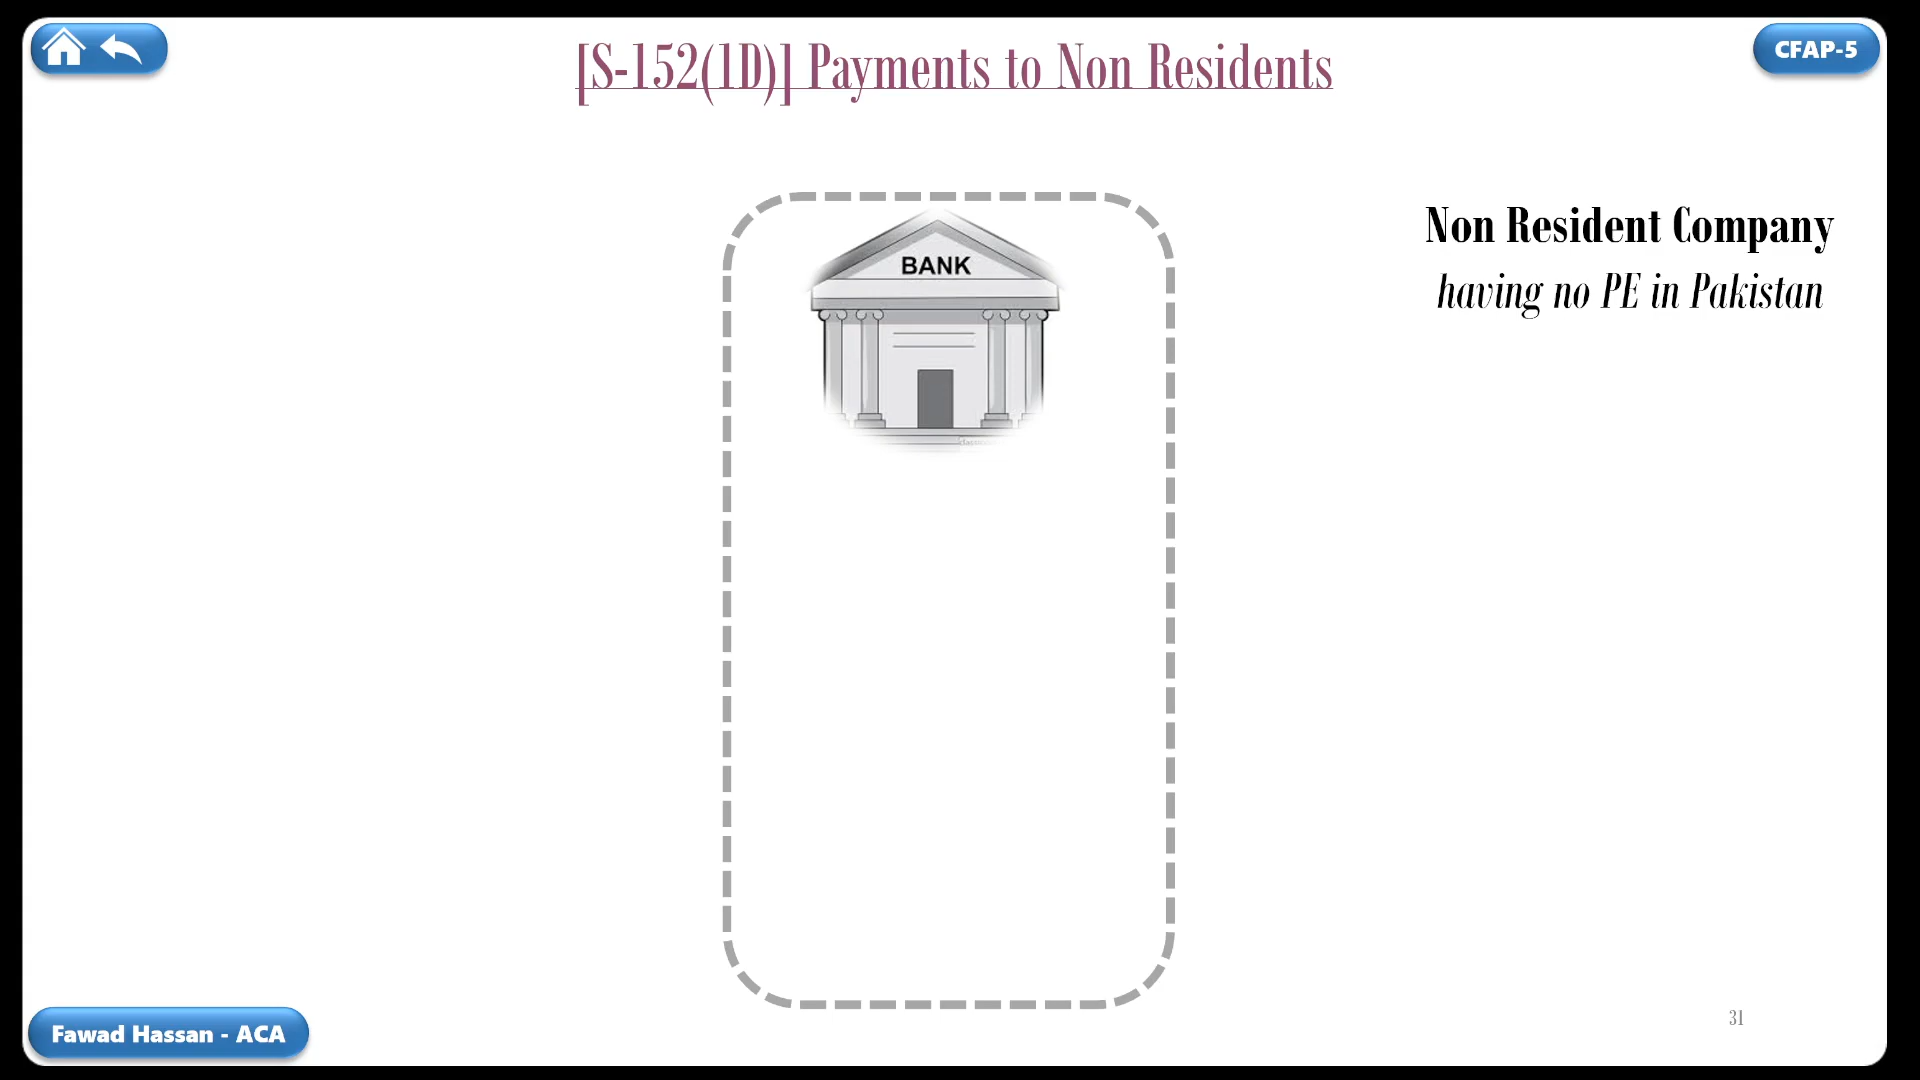 [S-152(1D)] Payments to Non Residents
CFAP-5
BANK
Non Resident Company
having no PE in Pakistan
Fawad Hassan - ACA
31